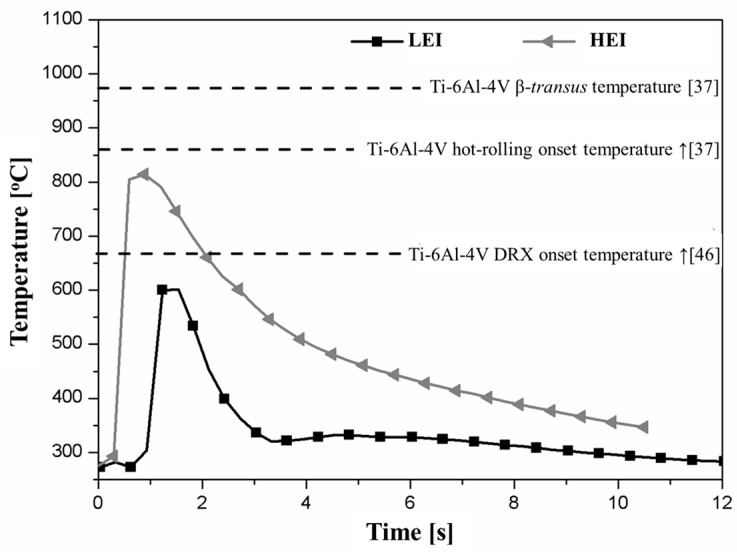 1100
LEI
HEI
1000
Ti-6Al-4V β-transus temperature [37]
900
Ti-6Al-4V hot-rolling onset temperature ↑[37]
800
700
Ti-6Al-4V DRX onset temperature ↑[46]
600
500
400
300
Temperature [ºC]
0 2 4 6 8 10 12
Time [s]